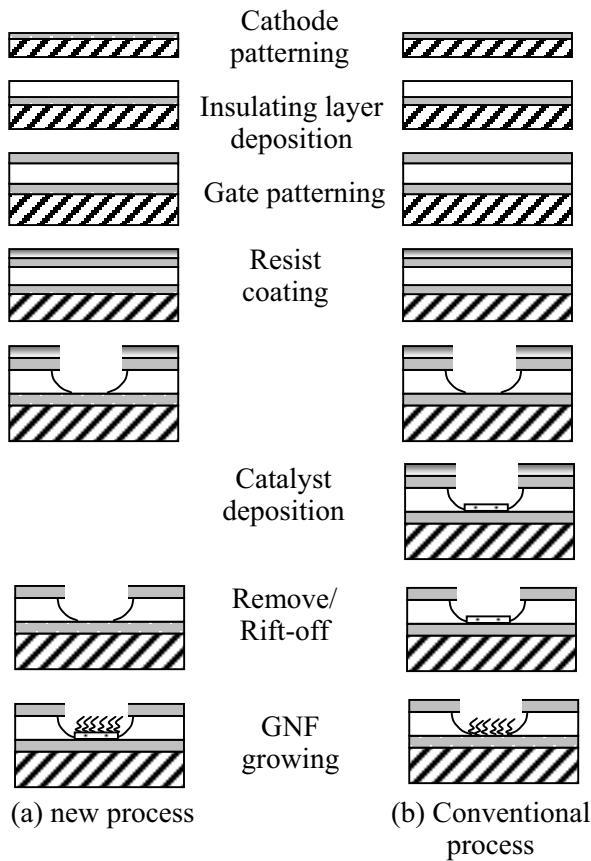 Cathode
patterning
Insulating layer
deposition
Gate patterning
Resist
coating
Catalyst
deposition
Remove/
Rift-off
GNF
growing
(a) new process
(b) Conventional
process